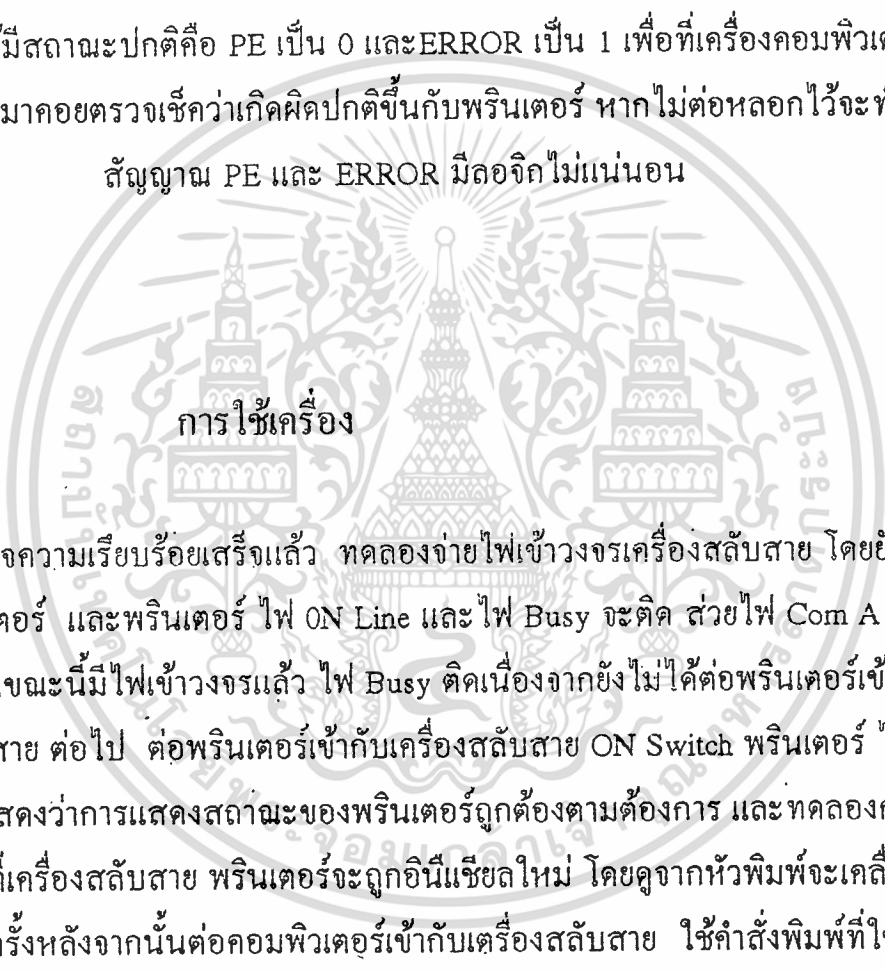 มีสถาณะปกติคือ PE เป็น 0 และERROR เป็น 1 เพื่อที่เครื่องคอมพิวเต
มาคอยตรวจเช็คว่าเกิดผิดปกติขึ้นกับพรินเตอร์ หากไม่ต่อหลอกไว้จะท
สัญญาณ PE และ ERROR มีลอจิกไม่แน่นอน
การใช้เครื่อง
จความเรียบร้อยเสร็จแล้ว ทดลองจ่ายไฟเข้าวงจรเครื่องสลับสาย โดยยั
ตอร์ และพรินเตอร์ ไฟ ON Line และไฟ Busy จะติด ส่วยไฟ Com A
ขณะนี้มีไฟเข้าวงจรแล้ว ไฟ Busy ติดเนื่องจากยังไม่ได้ต่อพรินเตอร์เข้
สาย ต่อไป ต่อพรินเตอร์เข้ากับเครื่องสลับสาย ON Switch พรินเตอร์
สดงว่าการแสดงสถาณะของพรินเตอร์ถูกต้องตามต้องการ และทดลองก
ที่เครื่องสลับสาย พรินเตอร์จะถูกอินีแชียลใหม่ โดยดูจากหัวพิมพ์จะเคลื่
ครั้งหลังจากนั้นต่อคอมพิวเตอร์เข้ากับเตรื่องสลับสาย ใช้คำสั่งพิมพ์ที่ใ